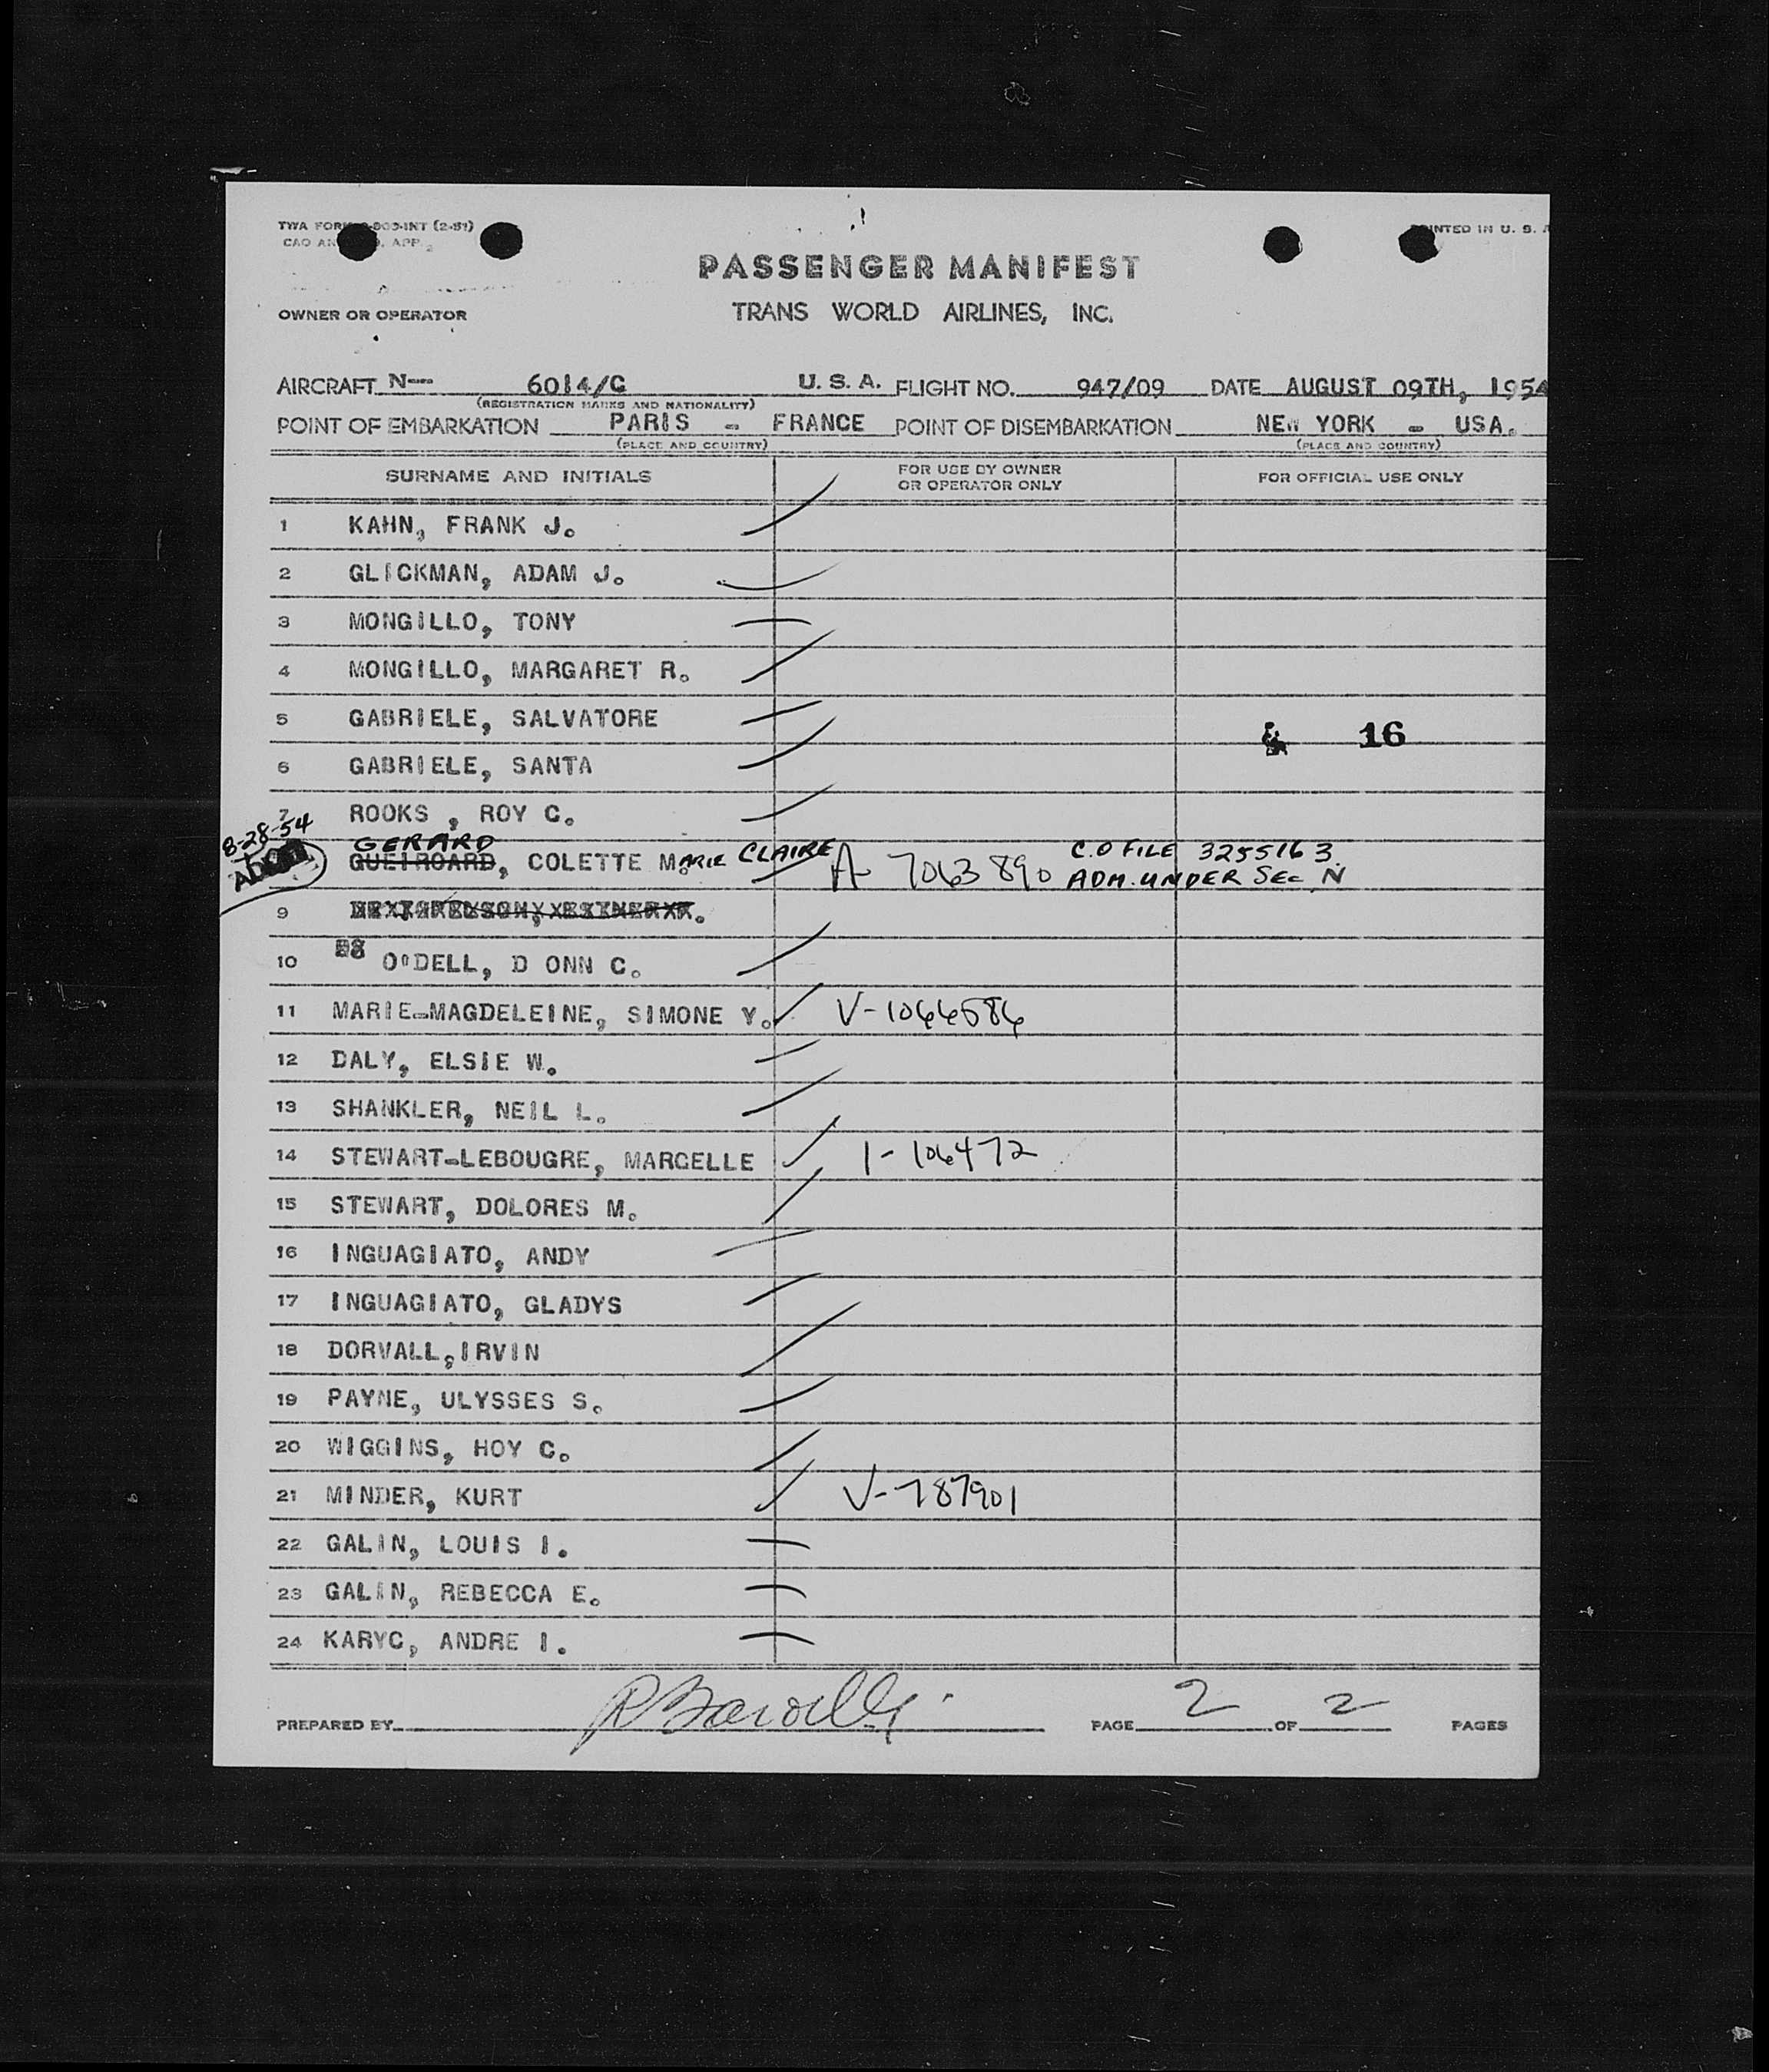 TWA FORM -803-INT (2-51)
PRINTED IN U. S. A
PASSENGER MANIFEST
OWNER OR OPERATOR
TRANS WORLD AIRLINES, INC.
AIRCRAFT N-- 6014/C U. S. A. FLIGHT NO. 947/09 DATE AUGUST 09TH, 1954
(REGISTRATION MARKS AND NATIONALITY)
POINT OF EMBARKATION PARIS - FRANCE POINT OF DISEMBARKATION NEW YORK - USA.
(PLACE AND COUNTRY) (PLACE AND COUNTRY)
SURNAME AND INITIALS FOR USE BY OWNER OR OPERATOR ONLY FOR OFFICIAL USE ONLY
1 KAHN, FRANK J.
2 GLICKMAN, ADAM J.
3 MONGILLO, TONY
4 MONGILLO, MARGARET R.
5 GABRIELE, SALVATORE
16
6 GABRIELE, SANTA
7 ROOKS , ROY C.
8-28-54 GERARD
GUEIROARD, COLETTE MARIE CLAIRE A 7063890 C.O FILE 3255163
ADM. UNDER SEC N
9
10 O'DELL, D ONN C.
11 MARIE-MAGDELEINE, SIMONE Y. V-1066586
12 DALY, ELSIE W.
13 SHANKLER, NEIL L.
14 STEWART-LEBOUGRE, MARCELLE I-106472
15 STEWART, DOLORES M.
16 INGUAGIATO, ANDY
17 INGUAGIATO, GLADYS
18 DORVALL,IRVIN
19 PAYNE, ULYSSES S.
20 WIGGINS, HOY C.
21 MINDER, KURT V-787901
22 GALIN, LOUIS I.
23 GALIN, REBECCA E.
24 KARYC, ANDRE I.
PREPARED BY PAGE 2 OF 2 PAGES